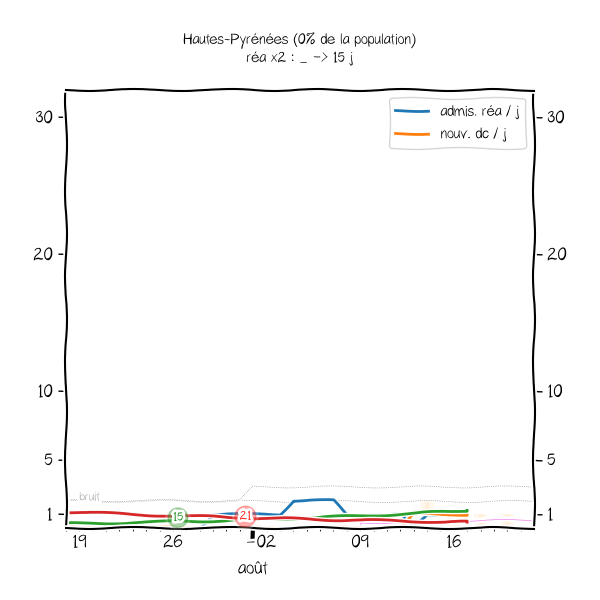 Hautes-Pyrénées (0% de la population)
réa x2 : _ -> 15 j
admis. réa / j
nouv. dc / j
30 30
20 20
10 10
5 5
bruit
15 21
1 1
19 26 02 09 16
août